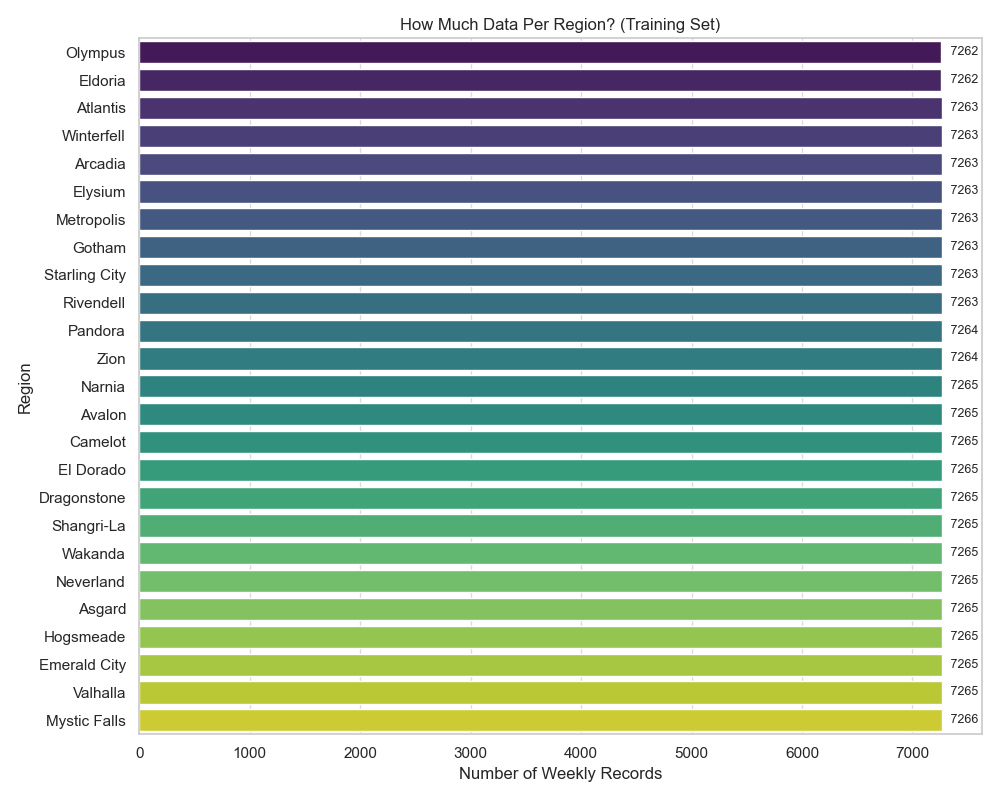 How Much Data Per Region? (Training Set)
Olympus 7262
Eldoria 7262
Atlantis 7263
Winterfell 7263
Arcadia 7263
Elysium 7263
Metropolis 7263
Gotham 7263
Starling City 7263
Rivendell 7263
Pandora 7264
Zion 7264
Narnia 7265
Avalon 7265
Camelot 7265
El Dorado 7265
Dragonstone 7265
Shangri-La 7265
Wakanda 7265
Neverland 7265
Asgard 7265
Hogsmeade 7265
Emerald City 7265
Valhalla 7265
Mystic Falls 7266
Region
0 1000 2000 3000 4000 5000 6000 7000
Number of Weekly Records